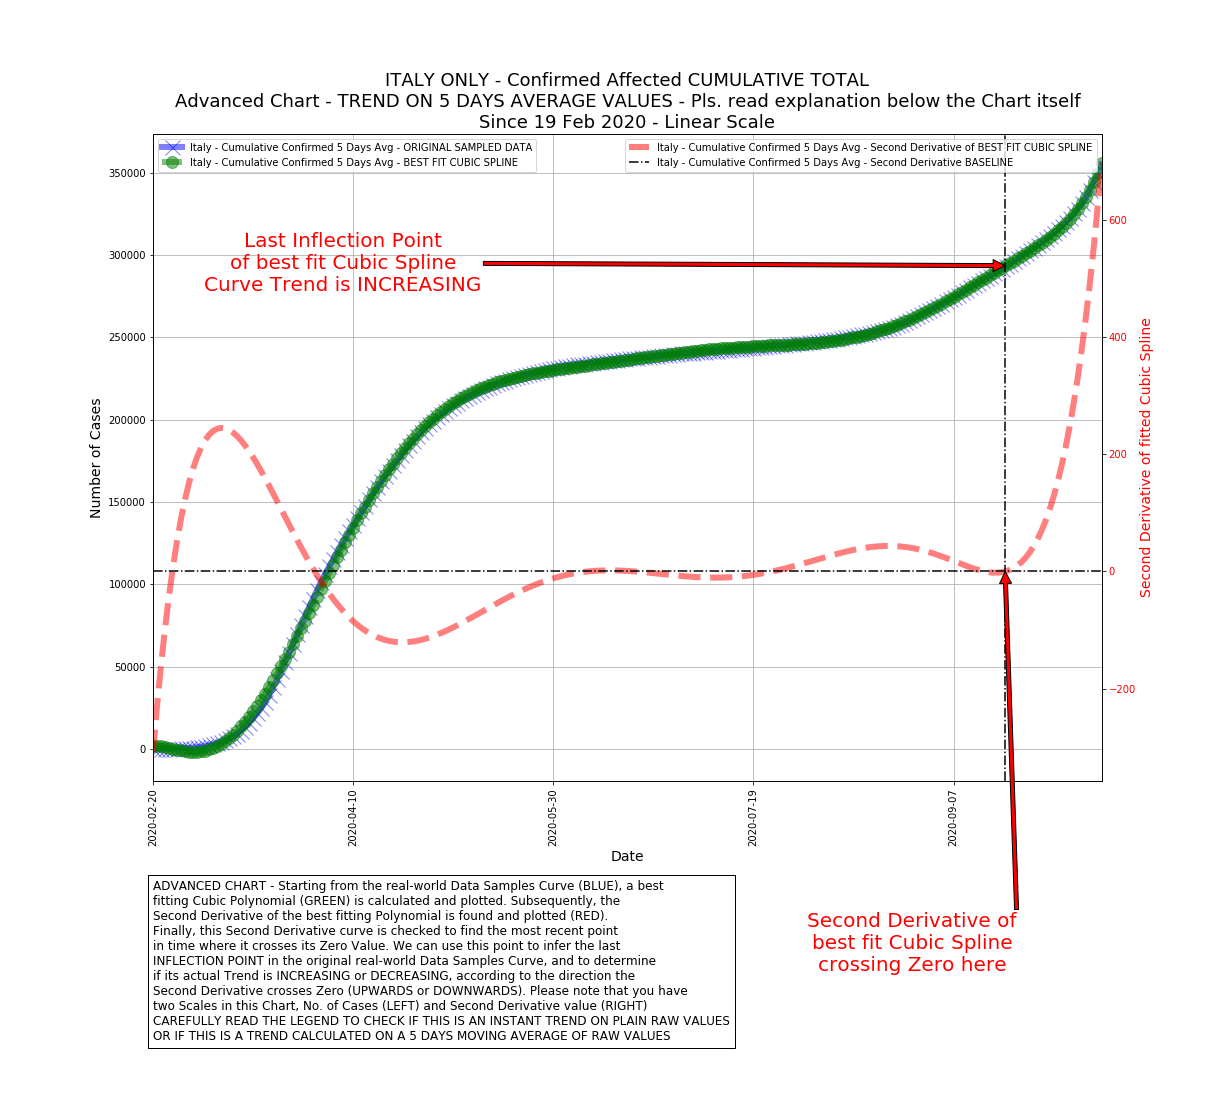 ITALY ONLY - Confirmed Affected CUMULATIVE TOTAL
Advanced Chart - TREND ON 5 DAYS AVERAGE VALUES - Pls. read explanation below the Chart itself
Since 19 Feb 2020 - Linear Scale
Italy - Cumulative Confirmed 5 Days Avg - ORIGINAL SAMPLED DATA
Italy - Cumulative Confirmed 5 Days Avg - BEST FIT CUBIC SPLINE
Italy - Cumulative Confirmed 5 Days Avg - Second Derivative of BEST FIT CUBIC SPLINE
Italy - Cumulative Confirmed 5 Days Avg - Second Derivative BASELINE
Last Inflection Point
of best fit Cubic Spline
Curve Trend is INCREASING
Number of Cases
350000
300000
250000
200000
150000
100000
50000
0
600
400
200
0
−200
Second Derivative of fitted Cubic Spline
2020-02-20
2020-04-10
2020-05-30
2020-07-19
2020-09-07
Date
ADVANCED CHART - Starting from the real-world Data Samples Curve (BLUE), a best
fitting Cubic Polynomial (GREEN) is calculated and plotted. Subsequently, the
Second Derivative of the best fitting Polynomial is found and plotted (RED).
Finally, this Second Derivative curve is checked to find the most recent point
in time where it crosses its Zero Value. We can use this point to infer the last
INFLECTION POINT in the original real-world Data Samples Curve, and to determine
if its actual Trend is INCREASING or DECREASING, according to the direction the
Second Derivative crosses Zero (UPWARDS or DOWNWARDS). Please note that you have
two Scales in this Chart, No. of Cases (LEFT) and Second Derivative value (RIGHT)
CAREFULLY READ THE LEGEND TO CHECK IF THIS IS AN INSTANT TREND ON PLAIN RAW VALUES
OR IF THIS IS A TREND CALCULATED ON A 5 DAYS MOVING AVERAGE OF RAW VALUES
Second Derivative of
best fit Cubic Spline
crossing Zero here